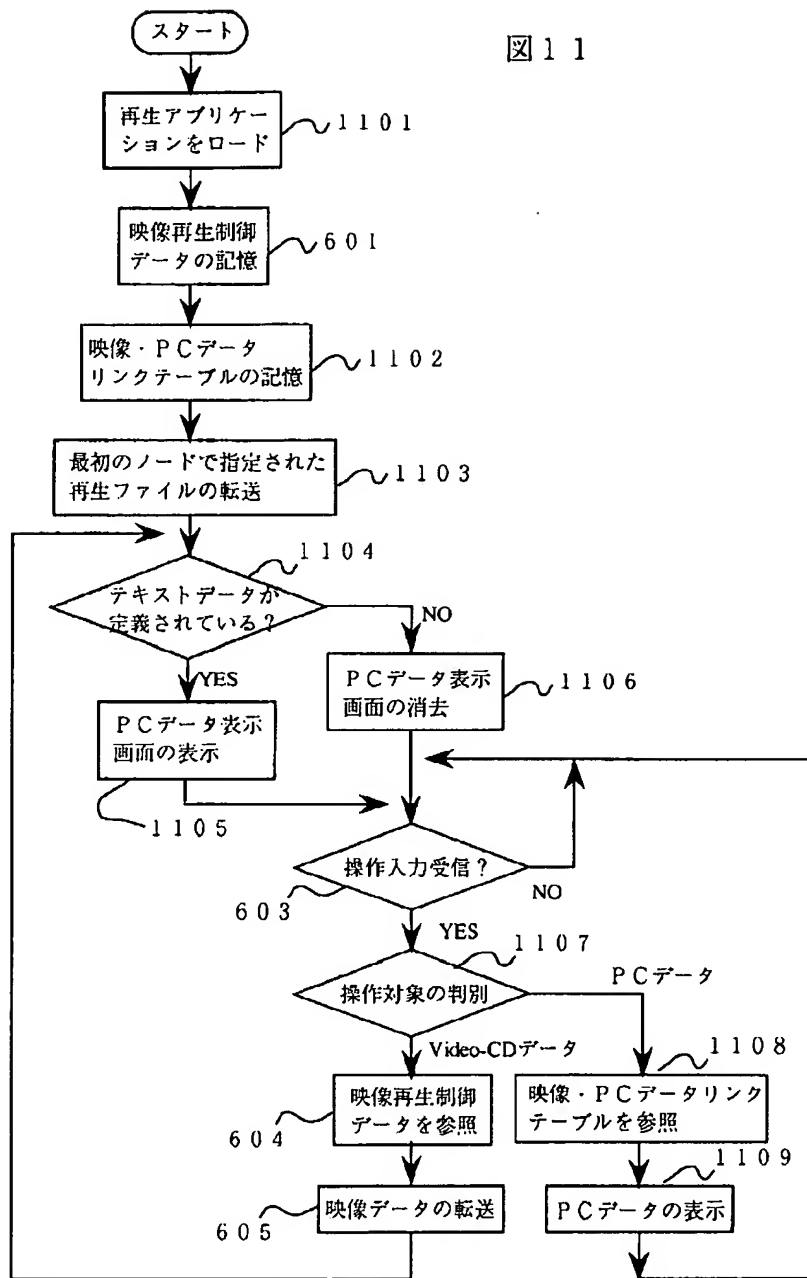 スタート
図11
再生アプリケー
ションをロード
1101
映像再生制御
データの記憶
601
映像・PCデータ
リンクテーブルの記憶
1102
最初のノードで指定された
再生ファイルの転送
1103
1104
テキストデータが
定義されている?
NO
YES
PCデータ表示
画面の消去
1106
PCデータ表示
画面の表示
1105
操作入力受信?
603
NO
YES
1107
操作対象の判別
PCデータ
Video-CDデータ
1108
映像再生制御
データを参照
604
映像・PCデータリンク
テーブルを参照
1109
映像データの転送
605
PCデータの表示